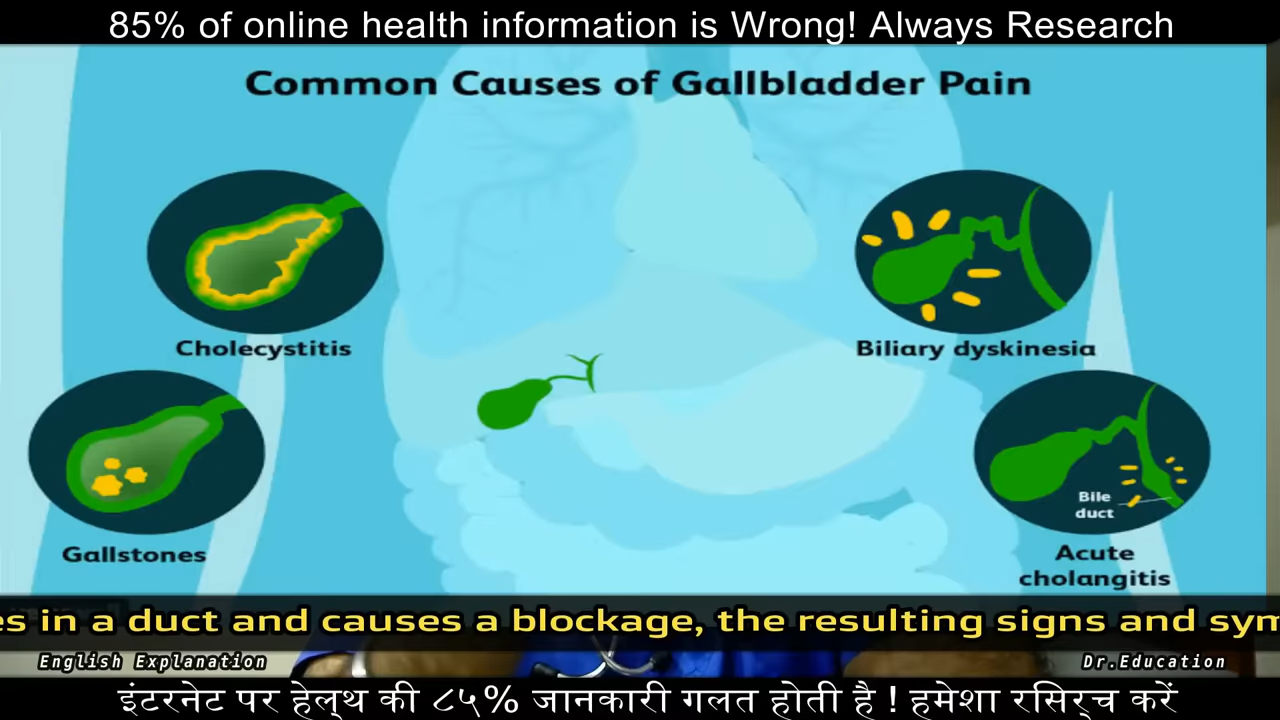 85% of online health information is Wrong! Always Research
Common Causes of Gallbladder Pain
Cholecystitis
Biliary dyskinesia
Gallstones
Bile
duct
Acute
cholangitis
in a duct and causes a blockage, the resulting signs and
English Explanation
Dr.Education
इंटरनेट पर हेल्थ की ८५% जानकारी गलत होती है ! हमेशा रिसर्च करें